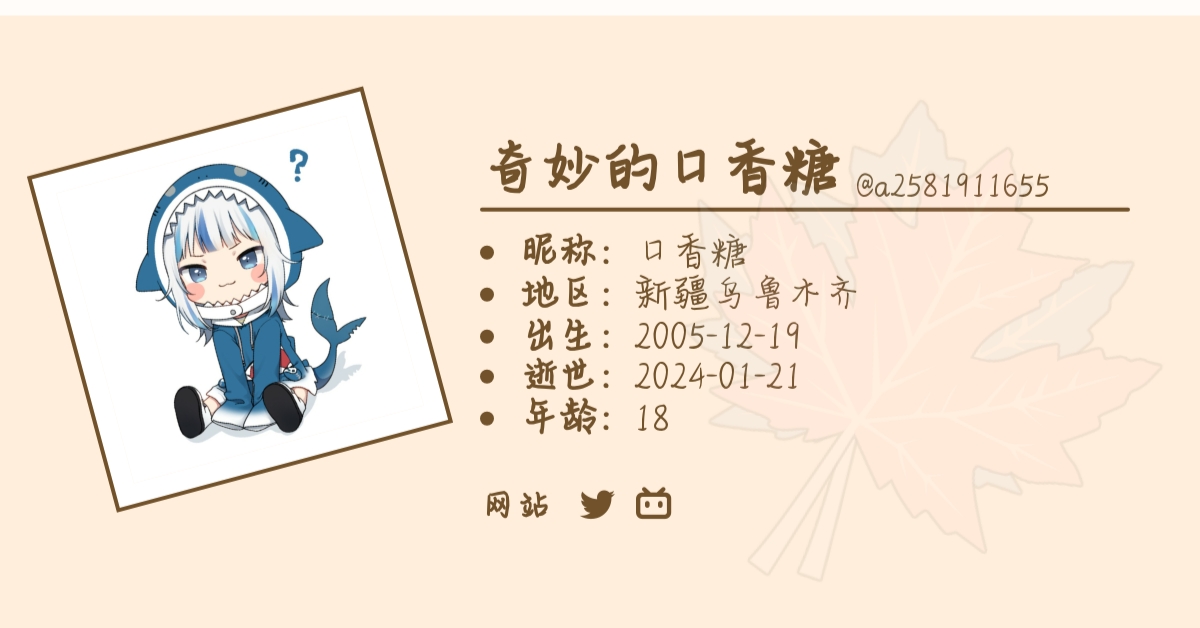 ?
奇妙的口香糖 @a2581911655
昵称：口香糖
地区：新疆乌鲁木齐
出生：2005-12-19
逝世：2024-01-21
年龄：18
网站